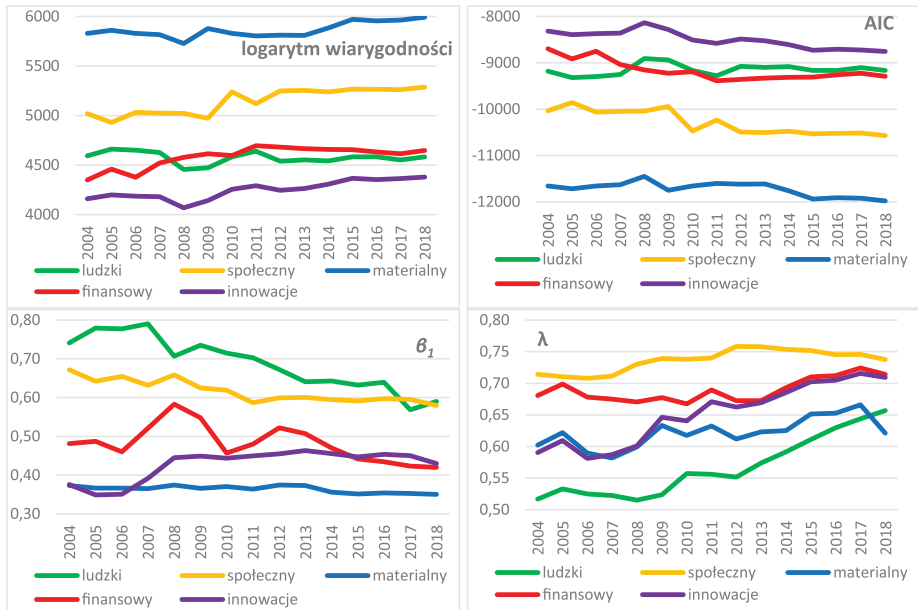 logarytm wiarygodności
6000
5500
5000
4500
4000
2004 2005 2006 2007 2008 2009 2010 2011 2012 2013 2014 2015 2016 2017 2018
ludzki społeczny materialny
finansowy innowacje
AIC
-8000
-9000
-10000
-11000
-12000
2004 2005 2006 2007 2008 2009 2010 2011 2012 2013 2014 2015 2016 2017 2018
ludzki społeczny materialny
finansowy innowacje
β1
0,80
0,70
0,60
0,50
0,40
0,30
2004 2005 2006 2007 2008 2009 2010 2011 2012 2013 2014 2015 2016 2017 2018
ludzki społeczny materialny
finansowy innowacje
λ
0,80
0,75
0,70
0,65
0,60
0,55
0,50
2004 2005 2006 2007 2008 2009 2010 2011 2012 2013 2014 2015 2016 2017 2018
ludzki społeczny materialny
finansowy innowacje